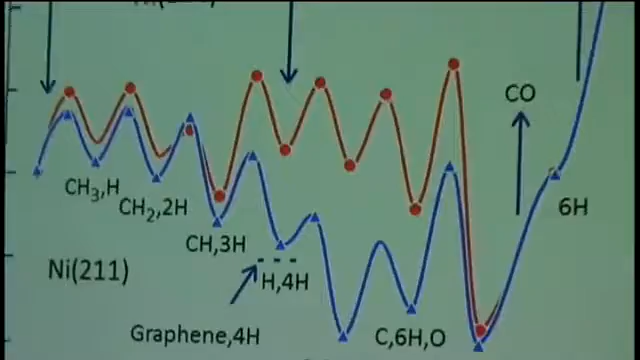 CO
CH3,H
CH2,2H
6H
CH,3H
Ni(211)
H,4H
Graphene,4H
C,6H,O